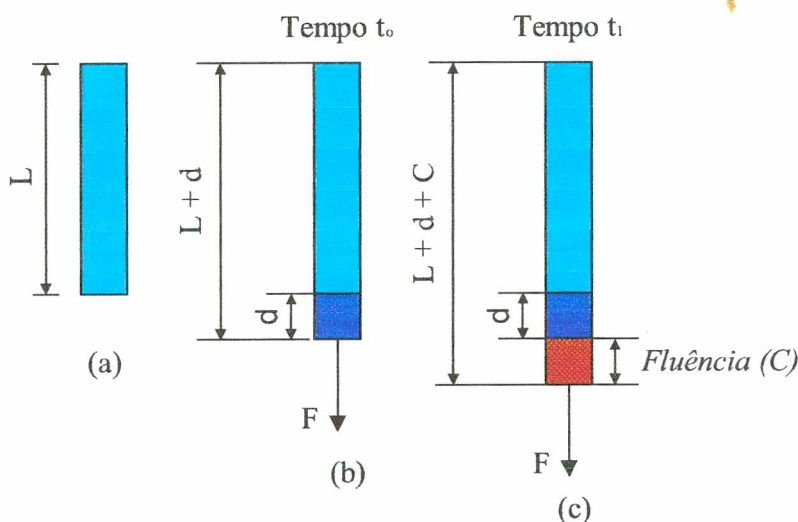 Tempo t₀
Tempo t₁
L
L + d
d
F
L + d + C
d
Fluência (C)
F
(a)
(b)
(c)